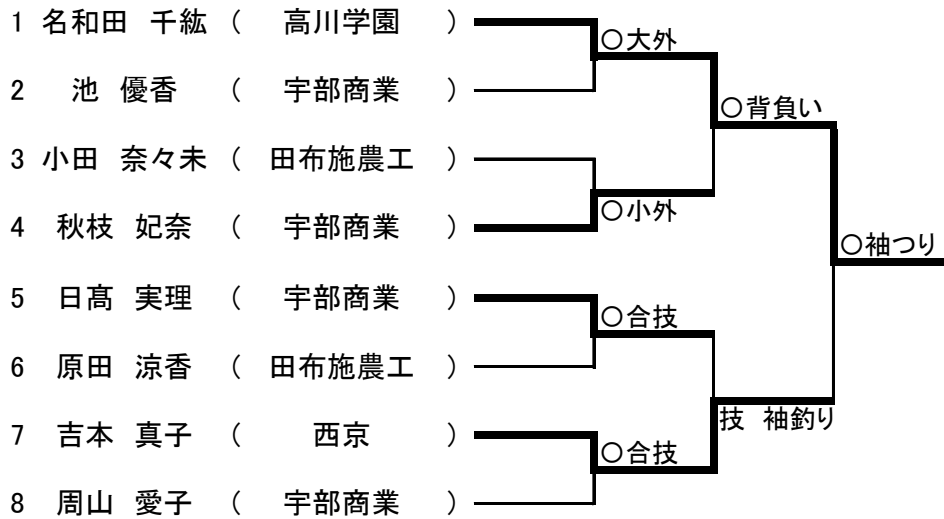 1 名和田 千紘 ( 高川学園 )
○大外
2 池 優香 ( 宇部商業 )
○背負い
3 小田 奈々未 ( 田布施農工 )
○小外
4 秋枝 妃奈 ( 宇部商業 )
○袖つり
5 日髙 実理 ( 宇部商業 )
○合技
6 原田 涼香 ( 田布施農工 )
技 袖釣り
7 吉本 真子 ( 西京 )
○合技
8 周山 愛子 ( 宇部商業 )